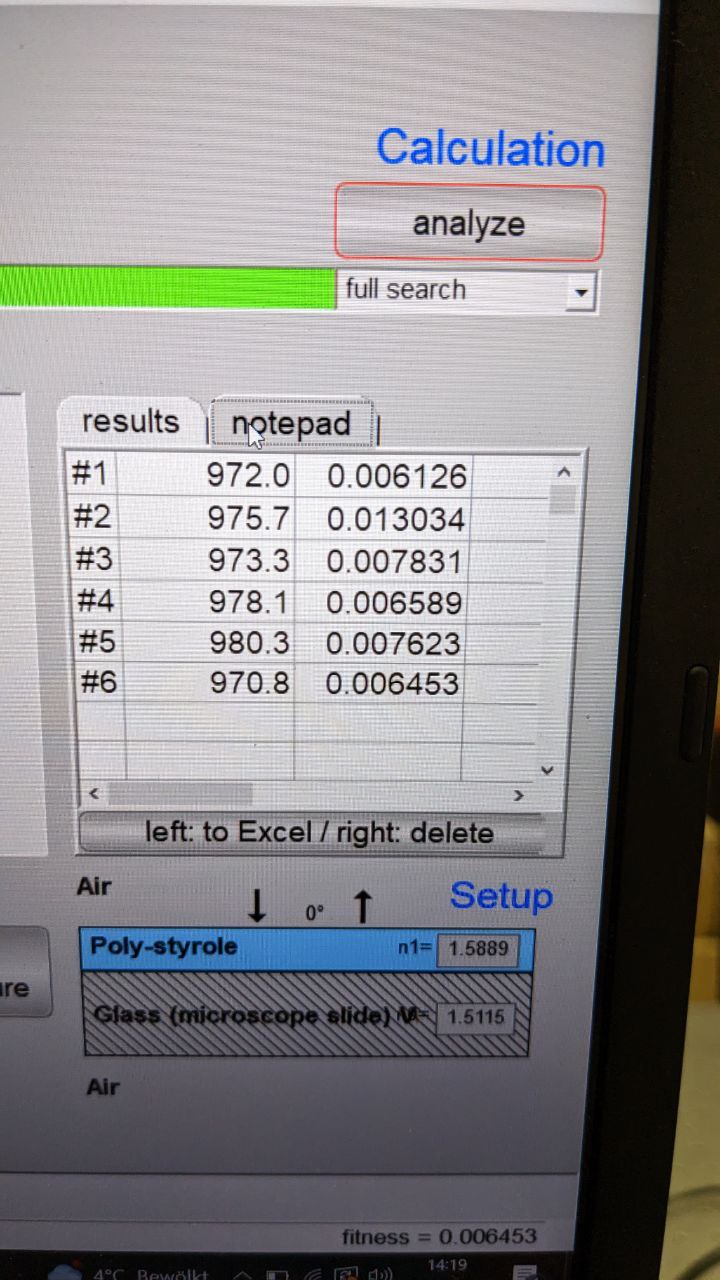 Calculation
analyze
full search
results notepad
#1 972.0 0.006126
#2 975.7 0.013034
#3 973.3 0.007831
#4 978.1 0.006589
#5 980.3 0.007623
#6 970.8 0.006453
left: to Excel / right: delete
Air 0° Setup
Poly-styrole n1= 1.5889
ure
Glass (microscope slide) 1.5115
Air
fitness = 0.006453
4°C Bewölkt 14:19